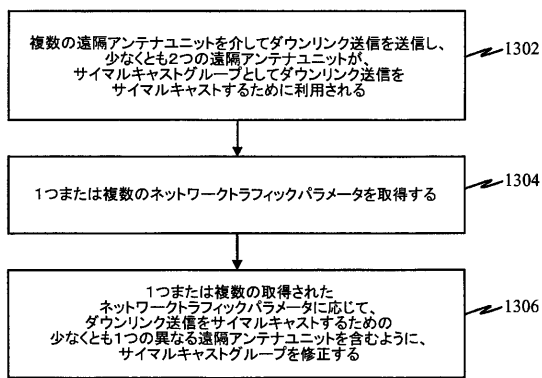 複数の遠隔アンテナユニットを介してダウンリンク送信を送信し、
少なくとも2つの遠隔アンテナユニットが、
サイマルキャストグループとしてダウンリンク送信を
サイマルキャストするために利用される
1302
1つまたは複数のネットワークトラフィックパラメータを取得する
1304
1つまたは複数の取得された
ネットワークトラフィックパラメータに応じて、
ダウンリンク送信をサイマルキャストするための
少なくとも1つの異なる遠隔アンテナユニットを含むように、
サイマルキャストグループを修正する
1306